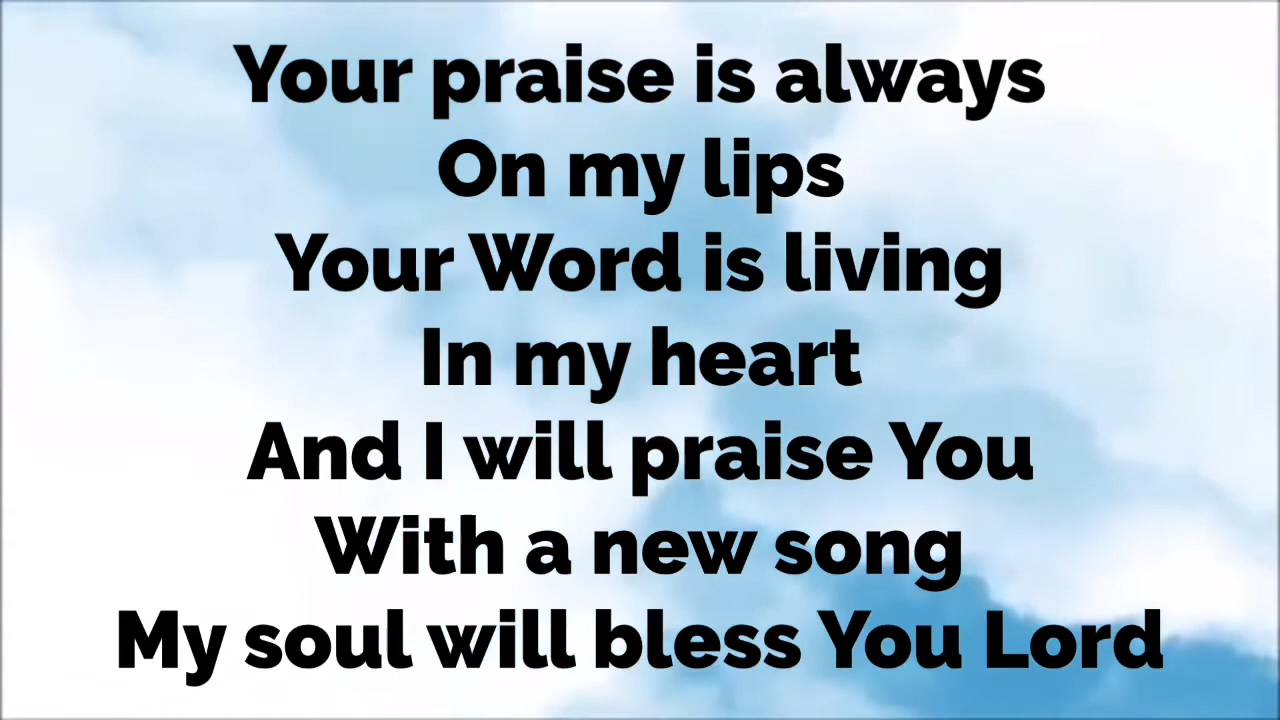 Your praise is always
On my lips
Your Word is living
In my heart
And I will praise You
With a new song
My soul will bless You Lord